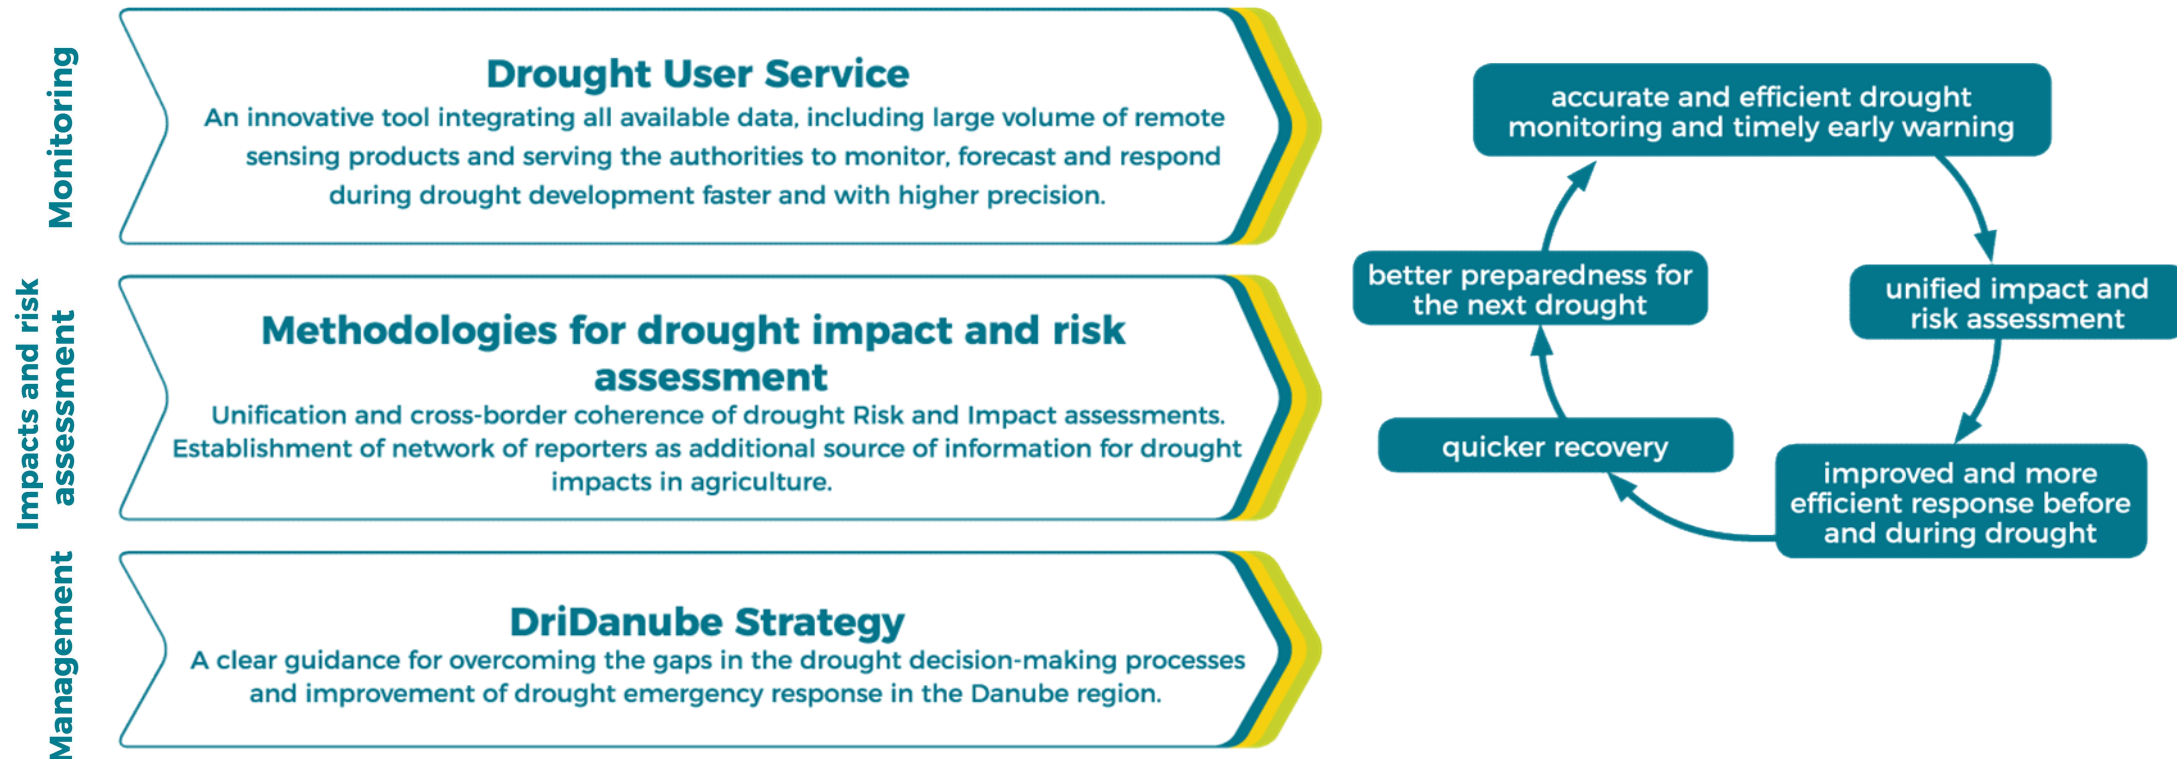 Monitoring
Drought User Service
An innovative tool integrating all available data, including large volume of remote
sensing products and serving the authorities to monitor, forecast and respond
during drought development faster and with higher precision.
Impacts and risk
assessment
Methodologies for drought impact and risk
assessment
Unification and cross-border coherence of drought Risk and Impact assessments.
Establishment of network of reporters as additional source of information for drought
impacts in agriculture.
Management
DriDanube Strategy
A clear guidance for overcoming the gaps in the drought decision-making processes
and improvement of drought emergency response in the Danube region.
accurate and efficient drought
monitoring and timely early warning
unified impact and
risk assessment
improved and more
efficient response before
and during drought
quicker recovery
better preparedness for
the next drought